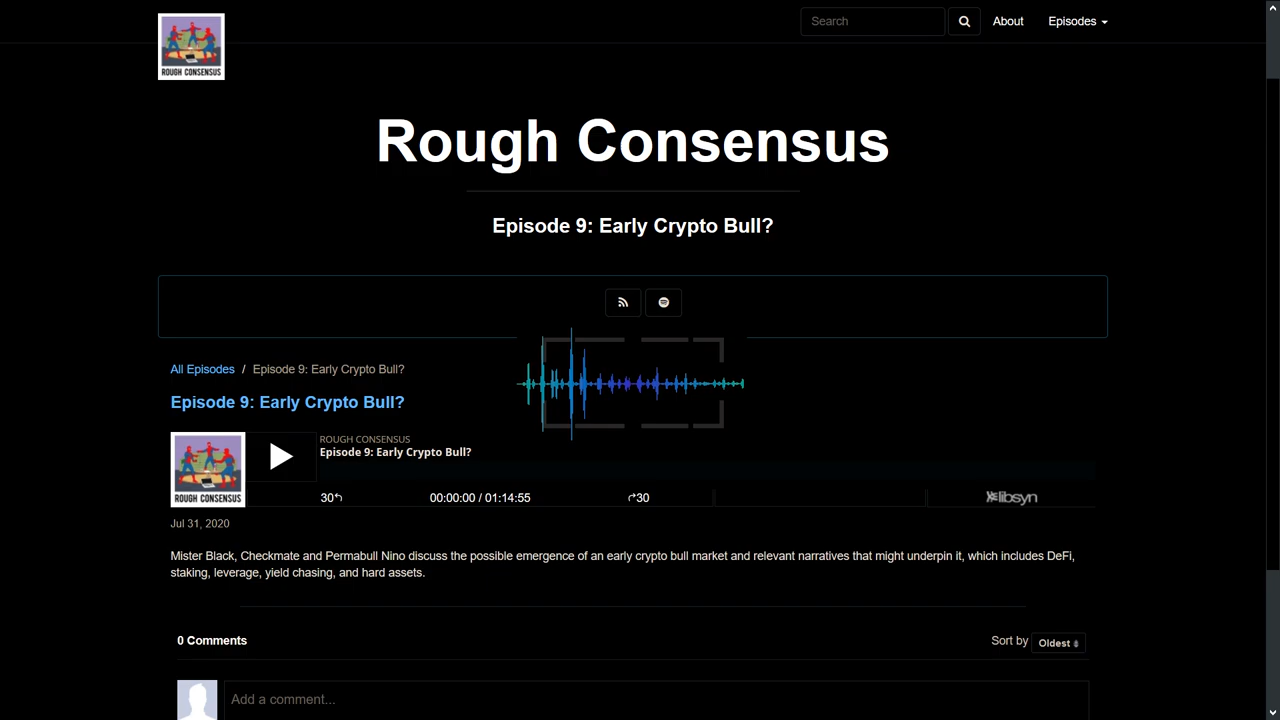 Search
About
Episodes
ROUGH CONSENSUS
Rough Consensus
Episode 9: Early Crypto Bull?
All Episodes / Episode 9: Early Crypto Bull?
Episode 9: Early Crypto Bull?
ROUGH CONSENSUS
ROUGH CONSENSUS
Episode 9: Early Crypto Bull?
30
00:00:00 / 01:14:55
30
libsyn
Jul 31, 2020
Mister Black, Checkmate and Permabull Nino discuss the possible emergence of an early crypto bull market and relevant narratives that might underpin it, which includes DeFi,
staking, leverage, yield chasing, and hard assets.
0 Comments
Sort by Oldest
Add a comment...